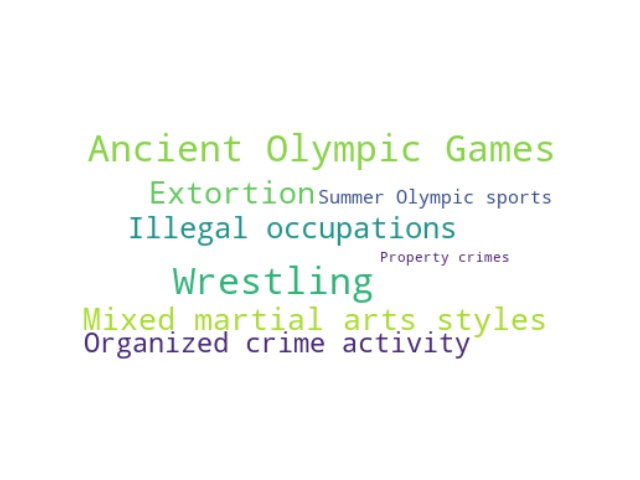 Ancient Olympic Games
Extortion Summer Olympic sports
Illegal occupations
Property crimes
Wrestling
Mixed martial arts styles
Organized crime activity